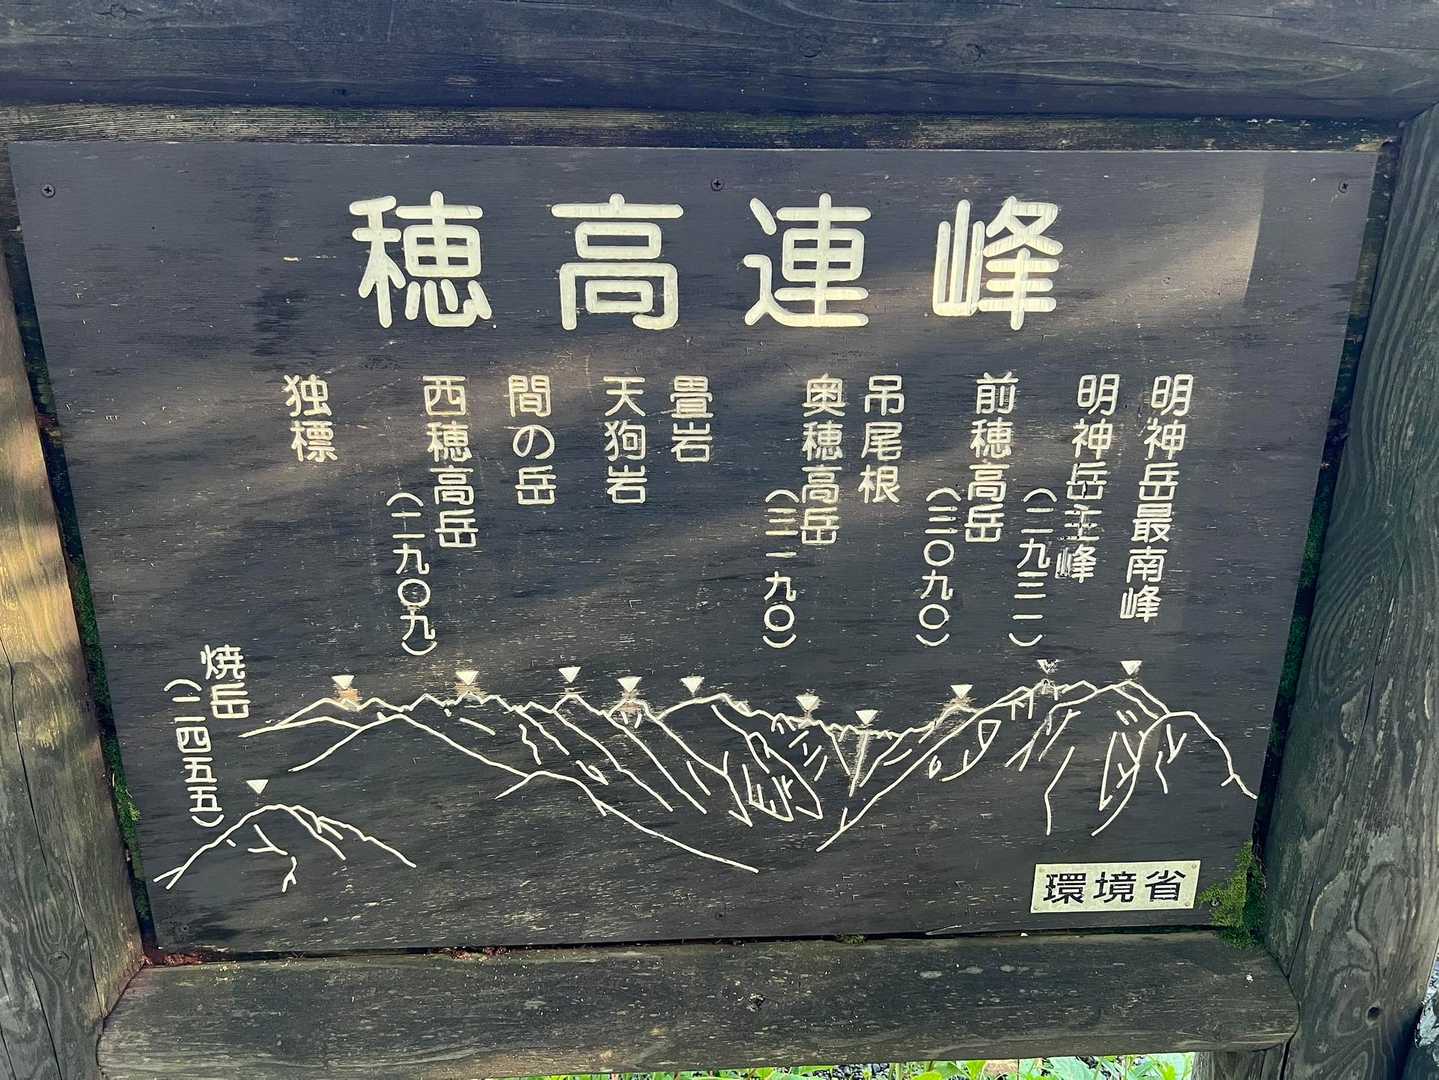 穂高連峰
明神岳最南峰
明神岳主峰
(二九三一)
前穂高岳
(三〇九〇)
吊尾根
奥穂高岳
(三一九〇)
畳岩
天狗岩
間の岳
西穂高岳
(二九〇九)
独標
焼岳
(二四五五)
環境省